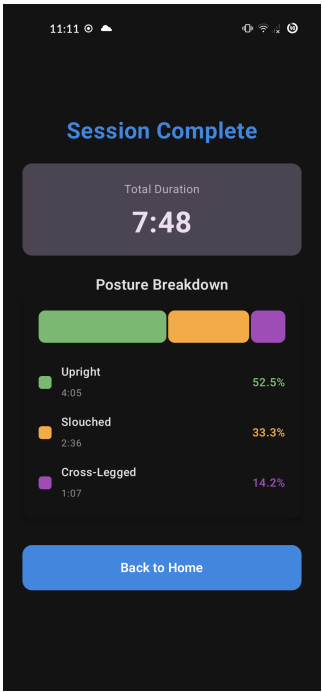 11:11
Session Complete
Total Duration
7:48
Posture Breakdown
Upright
52.5%
4:05
Slouched
33.3%
2:36
Cross-Legged
14.2%
1:07
Back to Home